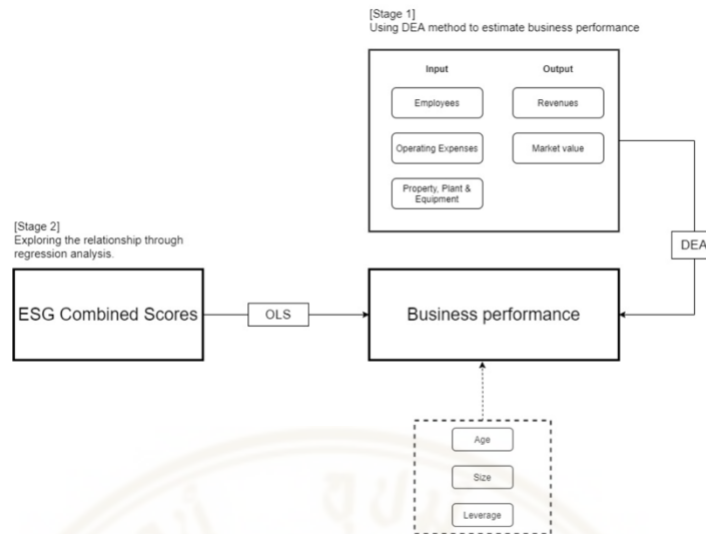 [Stage 1]
Using DEA method to estimate business performance
Input
Output
Employees
Revenues
Operating Expenses
Market value
Property, Plant &
Equipment
[Stage 2]
Exploring the relationship through
regression analysis.
DEA
ESG Combined Scores
OLS
Business performance
Age
Size
Leverage